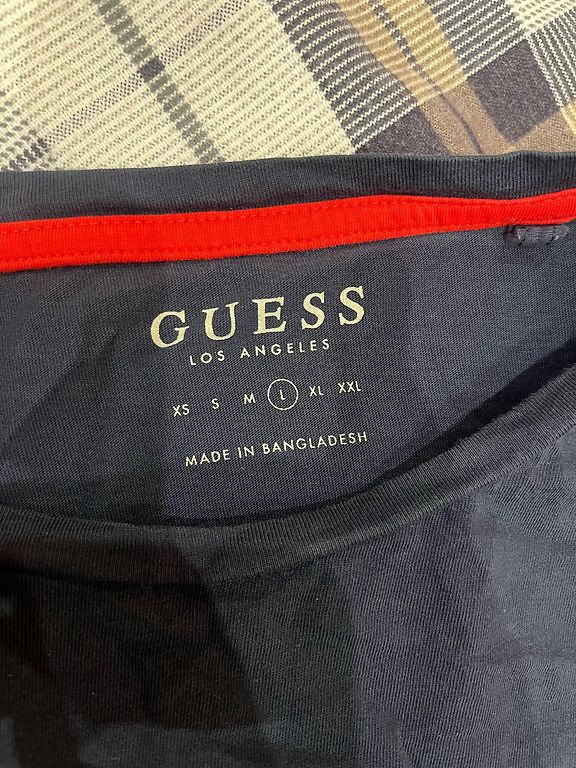 GUESS
LOS ANGELES
XS S M L XL XXL
MADE IN BANGLADESH